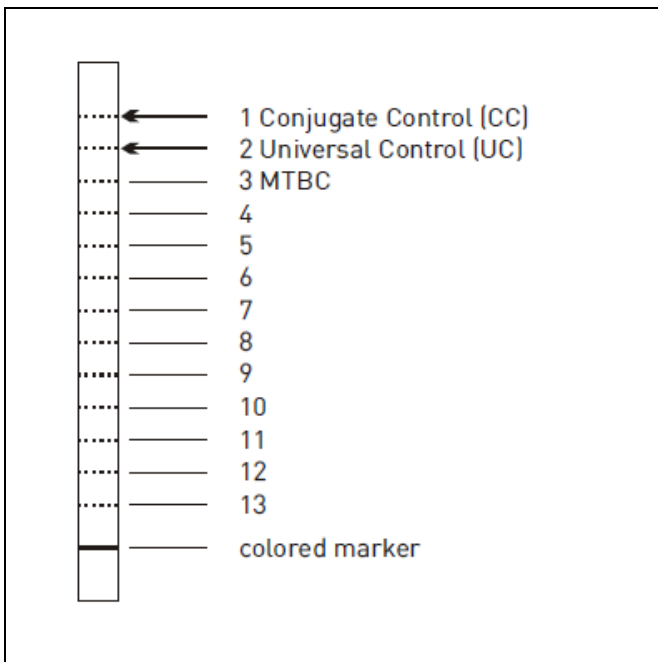 1 Conjugate Control (CC)
2 Universal Control (UC)
3 MTBC
4
5
6
7
8
9
10
11
12
13
colored marker